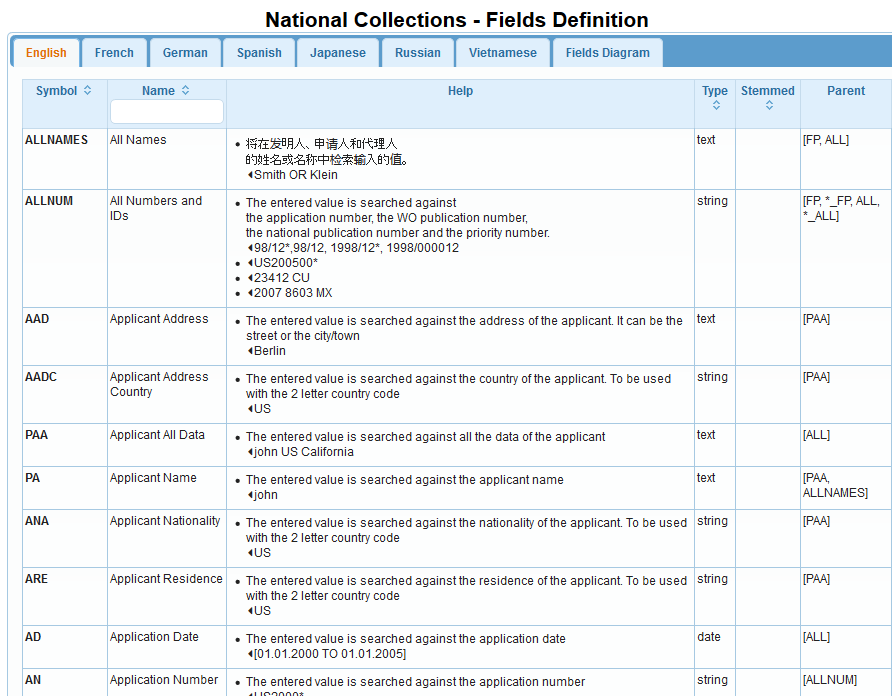 National Collections - Fields Definition
English French German Spanish Japanese Russian Vietnamese Fields Diagram
Symbol Name Help Type Stemmed Parent
ALLNAMES All Names 将在发明人、申请人和代理人 text [FP, ALL]
的姓名或名称中检索输入的值。
Smith OR Klein
ALLNUM All Numbers and The entered value is searched against string [FP, *_FP, ALL,
IDs the application number, the WO publication number, *_ALL]
the national publication number and the priority number.
98/12*,98/12, 1998/12*, 1998/000012
US200500*
23412 CU
2007 8603 MX
AAD Applicant Address The entered value is searched against the address of the applicant. It can be the text [PAA]
street or the city/town
Berlin
AADC Applicant Address The entered value is searched against the country of the applicant. To be used string [PAA]
Country with the 2 letter country code
US
PAA Applicant All Data The entered value is searched against all the data of the applicant text [ALL]
john US California
PA Applicant Name The entered value is searched against the applicant name text [PAA,
john ALLNAMES]
ANA Applicant Nationality The entered value is searched against the nationality of the applicant. To be used string [PAA]
with the 2 letter country code
US
ARE Applicant Residence The entered value is searched against the residence of the applicant. To be used string [PAA]
with the 2 letter country code
US
AD Application Date The entered value is searched against the application date date [ALL]
[01.01.2000 TO 01.01.2005]
AN Application Number The entered value is searched against the application number string [ALLNUM]
US2000*